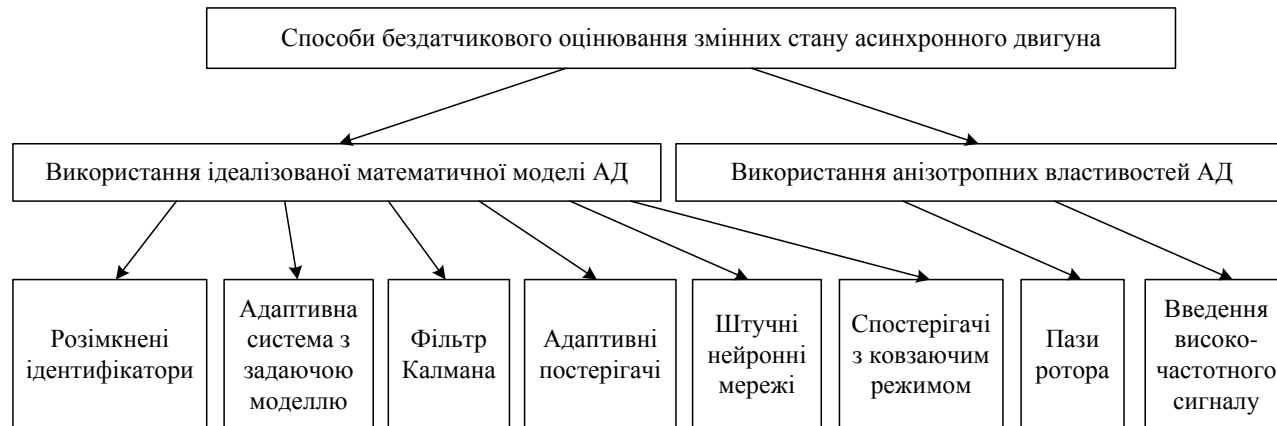 Способи бездатчикового оцінювання змінних стану асинхронного двигуна
Використання ідеалізованої математичної моделі АД
Використання анізотропних властивостей АД
Розімкнені
ідентифікатори
Адаптивна
система з
задаючою
моделлю
Фільтр
Калмана
Адаптивні
постерігачі
Штучні
нейронні
мережі
Спостерігачі
з ковзаючим
режимом
Пази
ротора
Введення
високо-
частотного
сигналу